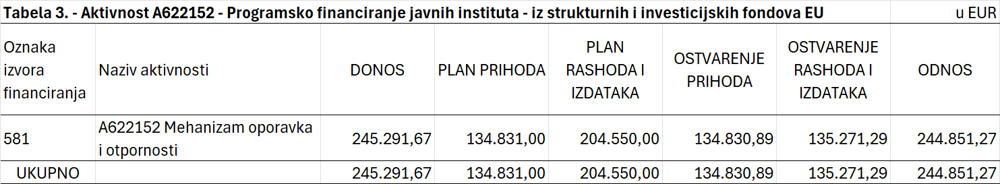 Tabela 3. - Aktivnost A622152 - Programsko financiranje javnih instituta - iz strukturnih i investicijskih fondova EU u EUR
Oznaka
izvora
financiranja
Naziv aktivnosti
DONOS
PLAN PRIHODA
PLAN
RASHODA I
IZDATAKA
OSTVARENJE
PRIHODA
OSTVARENJE
RASHODA I
IZDATAKA
ODNOS
581
A622152 Mehanizam oporavka
i otpornosti
245.291,67 134.831,00 204.550,00 134.830,89 135.271,29 244.851,27
UKUPNO 245.291,67 134.831,00 204.550,00 134.830,89 135.271,29 244.851,27